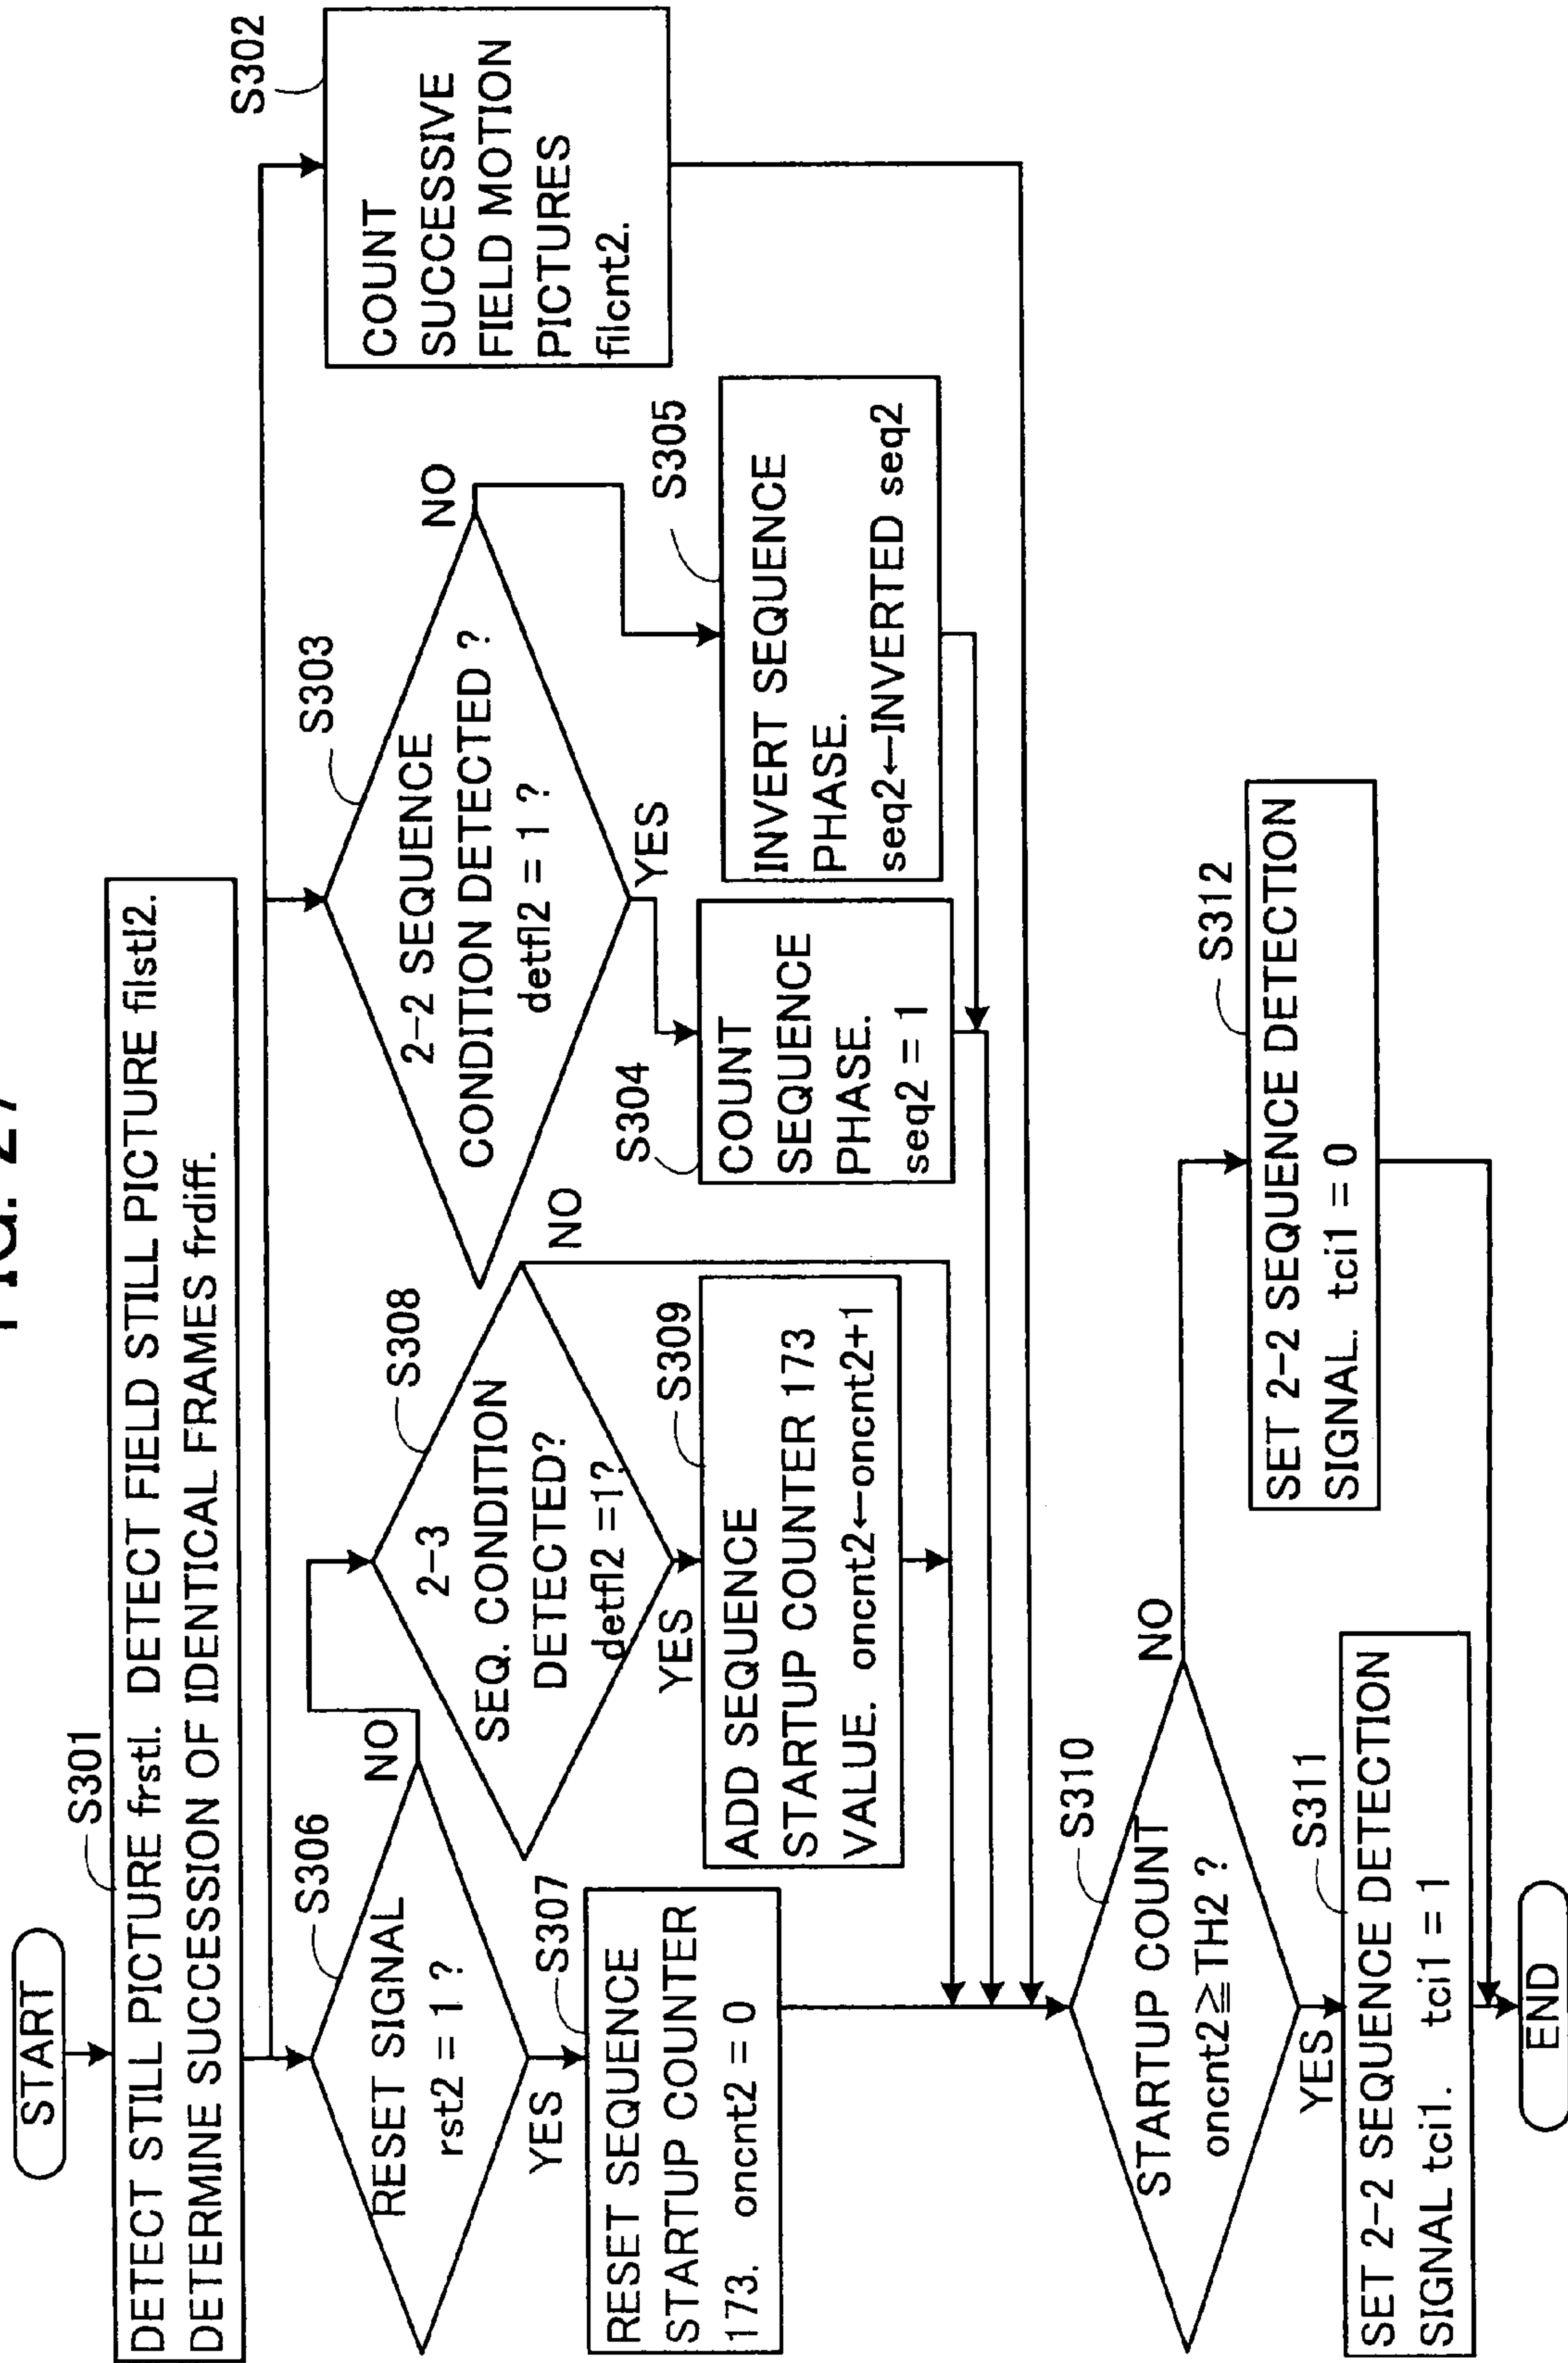 FIG. 27
START
S301
DETECT STILL PICTURE frstl. DETECT FIELD STILL PICTURE filstl2.
DETERMINE SUCCESSION OF IDENTICAL FRAMES frdiff.
S306
RESET SIGNAL
rst2 = 1 ?
NO
YES
S307
RESET SEQUENCE
STARTUP COUNTER
173. oncnt2 = 0
S308
2-3
SEQ. CONDITION
DETECTED?
detfl2 =1?
NO
YES
S309
ADD SEQUENCE
STARTUP COUNTER 173
VALUE. oncnt2←oncnt2+1
S303
2-2 SEQUENCE
CONDITION DETECTED ?
detfl2 = 1 ?
NO
YES
S304
COUNT
SEQUENCE
PHASE.
seq2 = 1
S305
INVERT SEQUENCE
PHASE.
seq2←INVERTED seq2
S302
COUNT
SUCCESSIVE
FIELD MOTION
PICTURES
filcnt2.
S310
STARTUP COUNT
oncnt2≧TH2 ?
NO
YES
S311
SET 2-2 SEQUENCE DETECTION
SIGNAL tci1. tci1 = 1
S312
SET 2-2 SEQUENCE DETECTION
SIGNAL. tci1 = 0
END